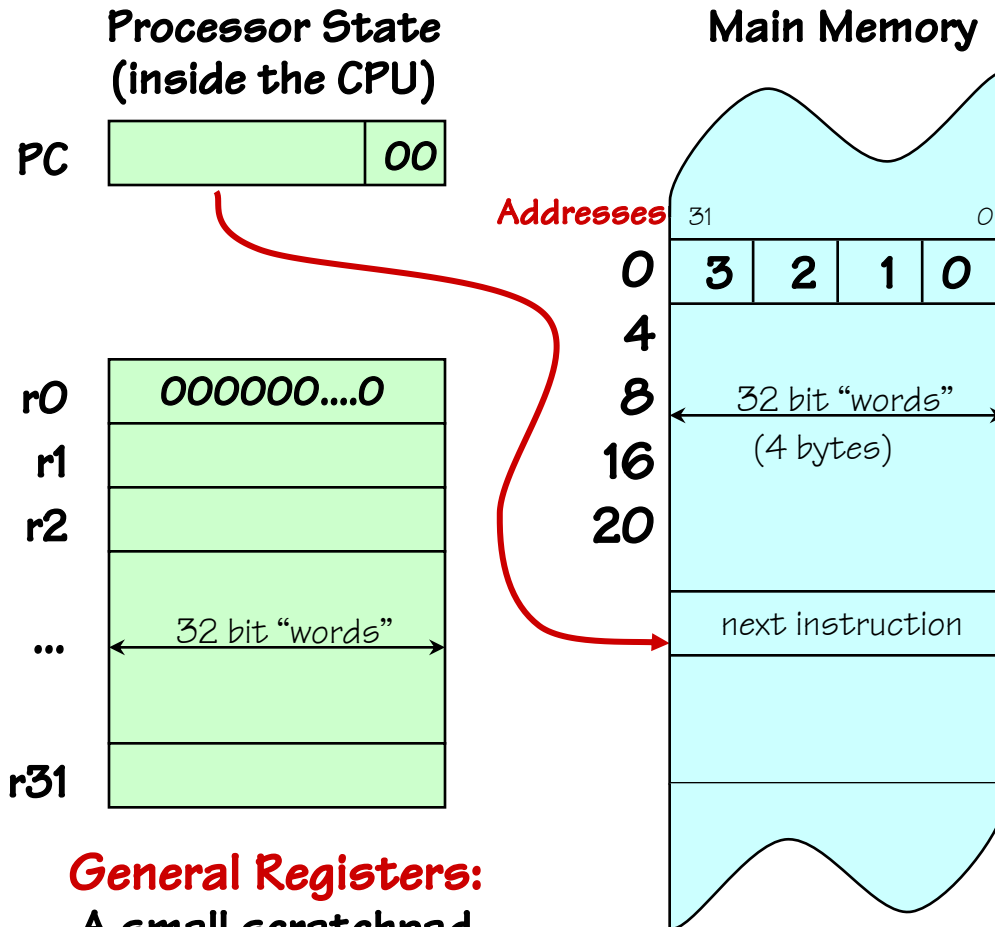 Processor State
(inside the CPU)
PC
00
r0
000000....0
r1
r2
...
32 bit “words”
r31
General Registers:
A small scratchpad
Main Memory
Addresses
31
0
0
3 2 1 0
4
8
32 bit “words”
(4 bytes)
16
20
next instruction